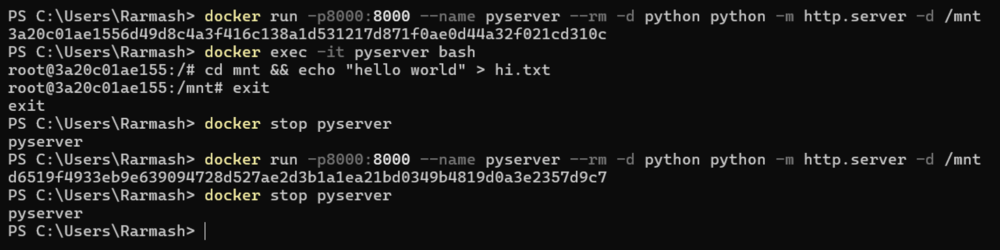 PS C:\Users\Rarmash> docker run -p8000:8000 --name pyserver --rm -d python python -m http.server -d /mnt
3a20c01ae1556d49d8c4a3f416c138a1d531217d871f0ae0d44a32f021cd310c
PS C:\Users\Rarmash> docker exec -it pyserver bash
root@3a20c01ae155:/# cd mnt && echo "hello world" > hi.txt
root@3a20c01ae155:/mnt# exit
exit
PS C:\Users\Rarmash> docker stop pyserver
pyserver
PS C:\Users\Rarmash> docker run -p8000:8000 --name pyserver --rm -d python python -m http.server -d /mnt
d6519f4933eb9e639094728d527ae2d3b1a1ea21bd0349b4819d0a3e2357d9c7
PS C:\Users\Rarmash> docker stop pyserver
pyserver
PS C:\Users\Rarmash>